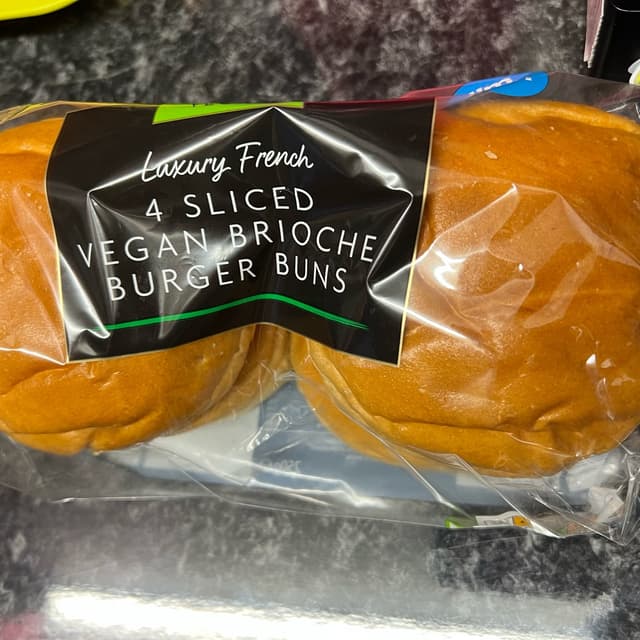 Luxury French
4 SLICED
VEGAN BRIOCHE
BURGER BUNS